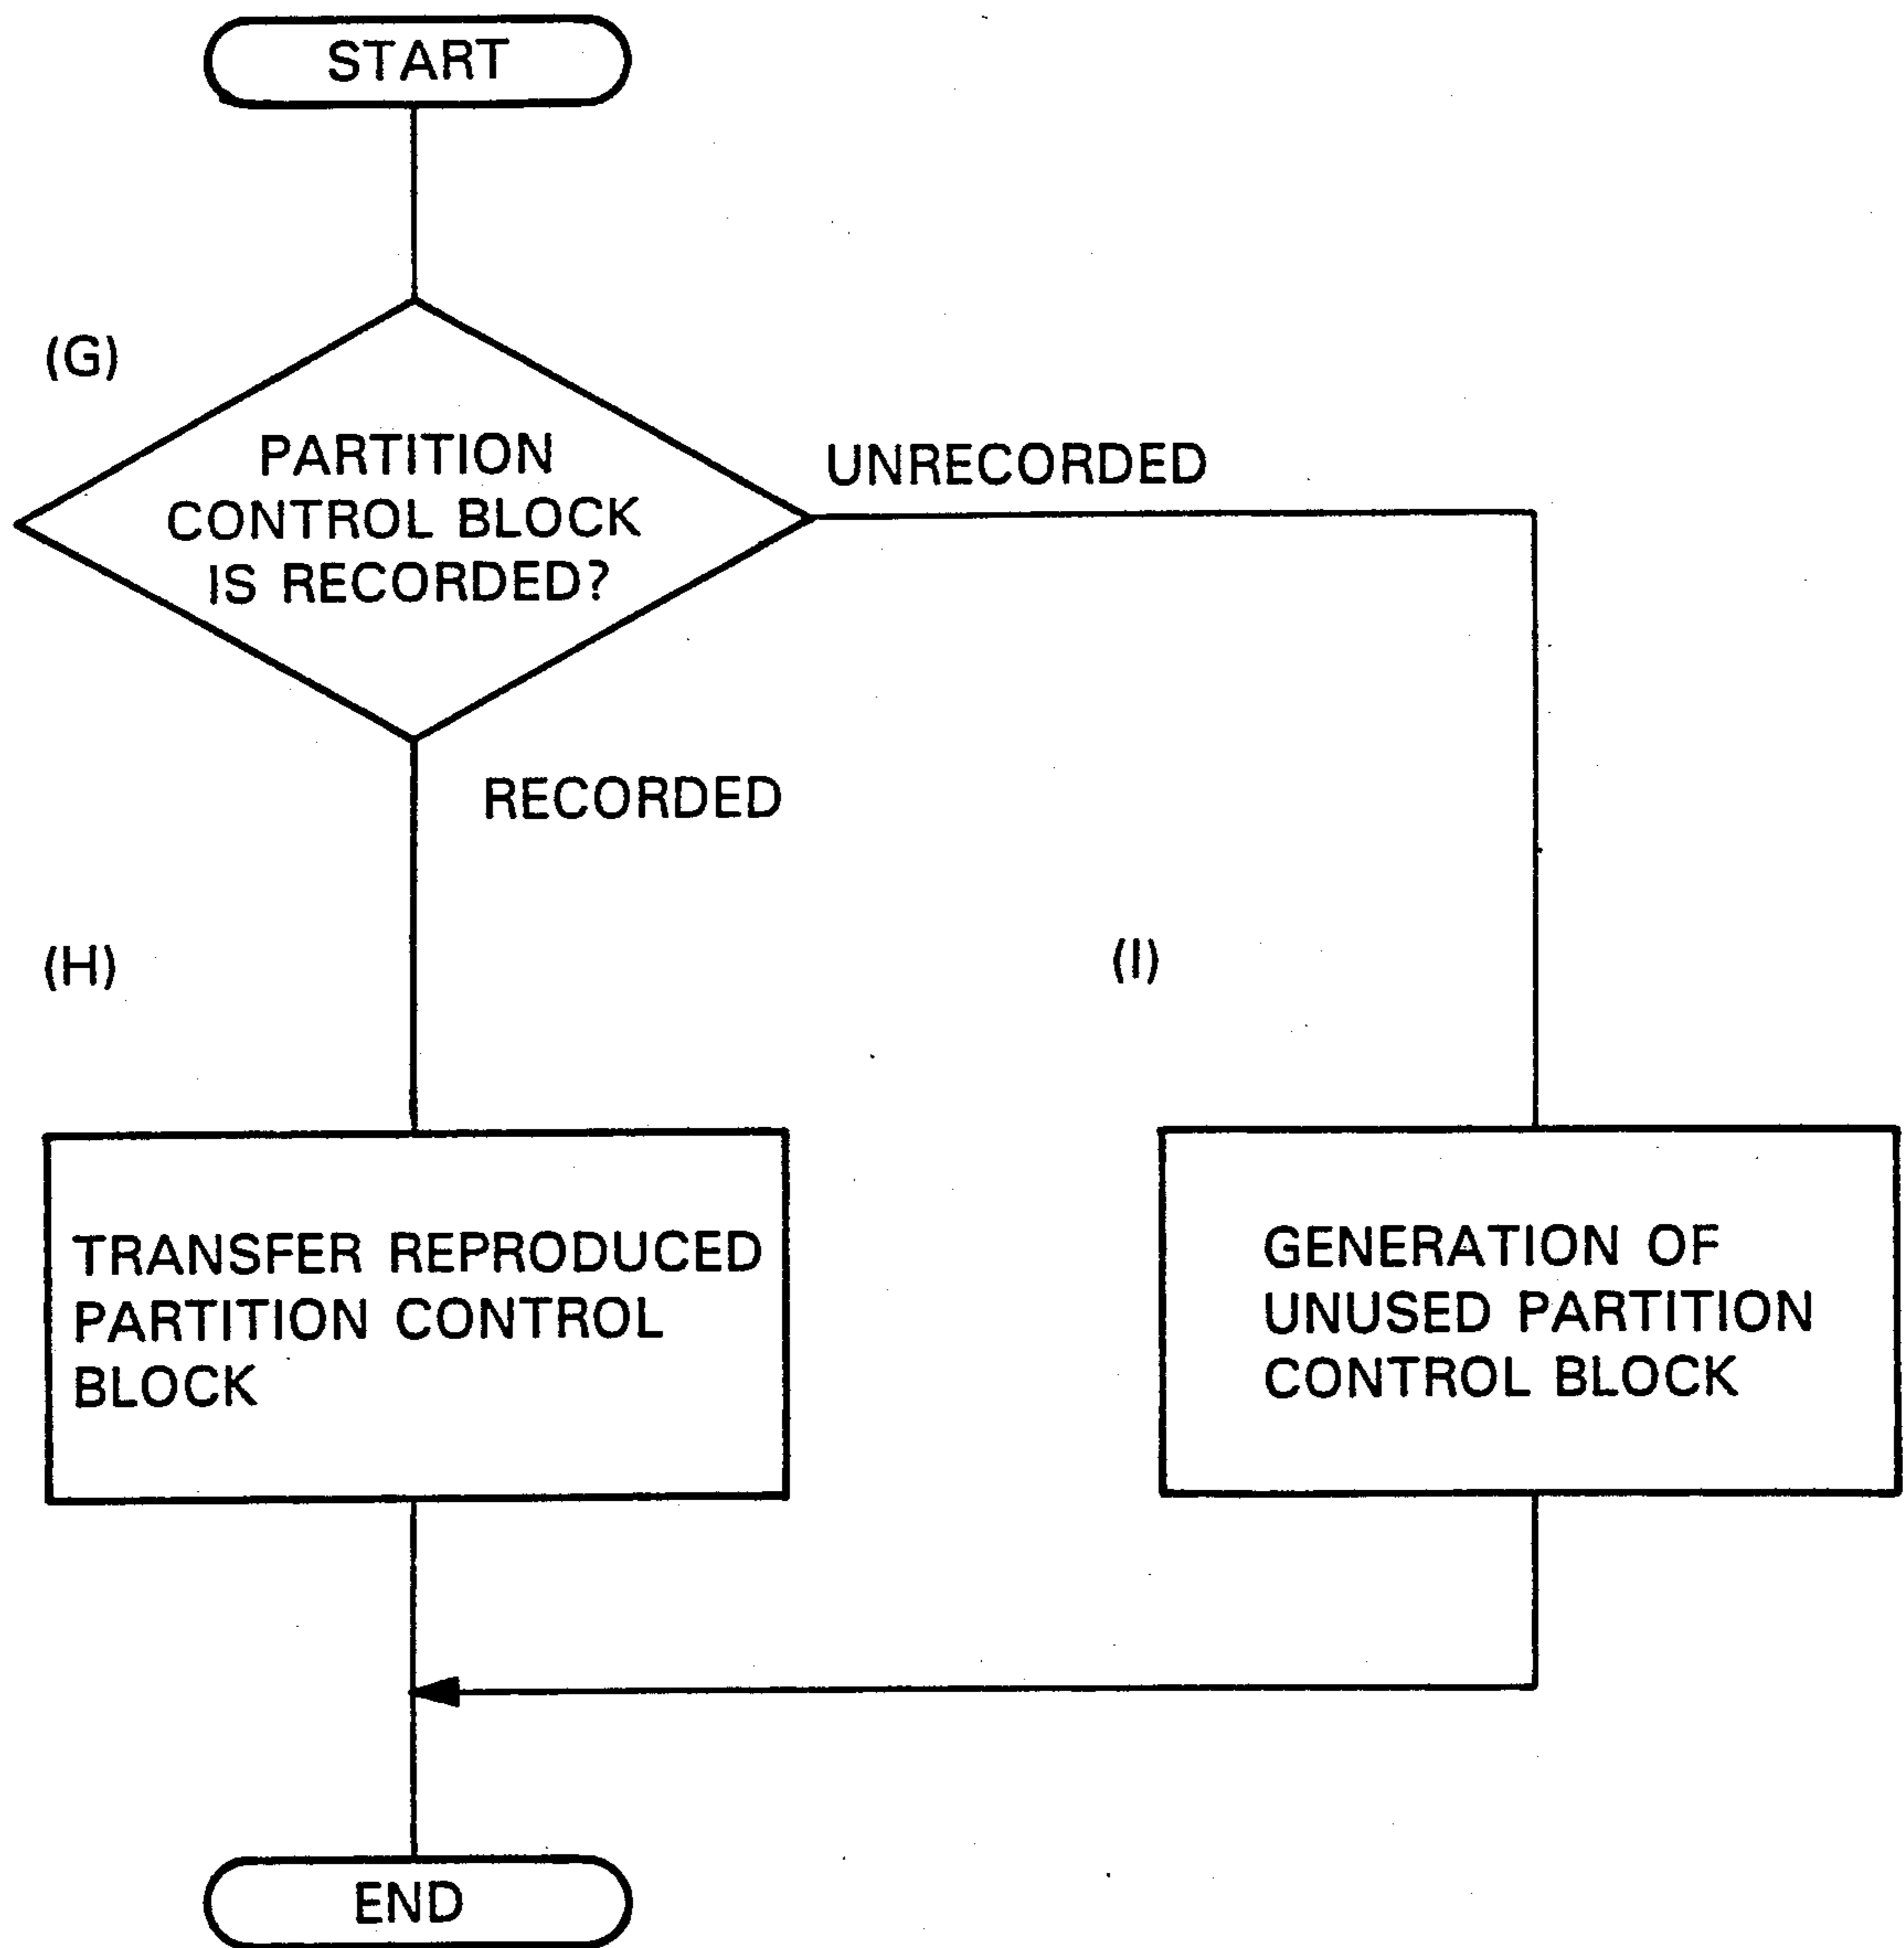 START
(G)
PARTITION
CONTROL BLOCK
IS RECORDED?
UNRECORDED
RECORDED
(H)
(I)
TRANSFER REPRODUCED
PARTITION CONTROL
BLOCK
GENERATION OF
UNUSED PARTITION
CONTROL BLOCK
END